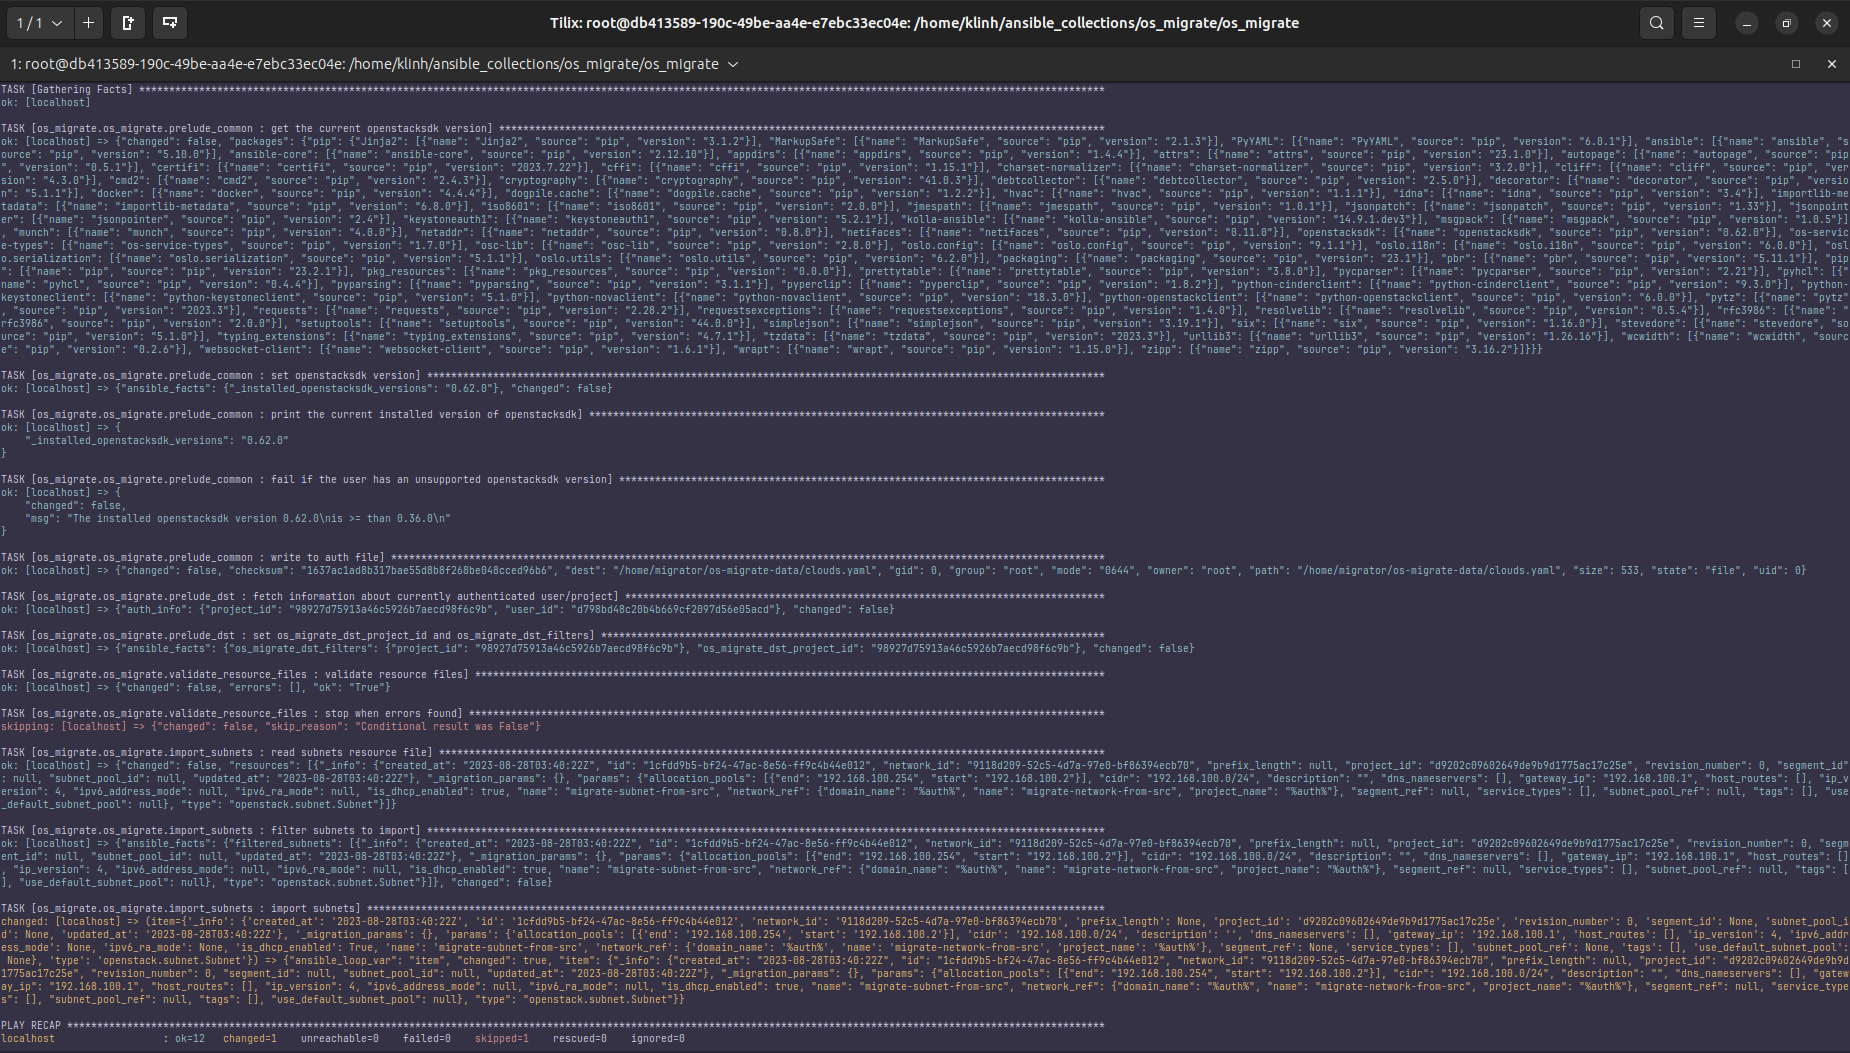 1 / 1
Tilix: root@db413589-190c-49be-aa4e-e7ebc33ec04e: /home/klinh/ansible_collections/os_migrate/os_migrate
1: root@db413589-190c-49be-aa4e-e7ebc33ec04e: /home/klinh/ansible_collections/os_migrate/os_migrate
TASK [Gathering Facts] ****************************************************************************************************************************************************************
ok: [localhost]
TASK [os_migrate.os_migrate.prelude_common : get the current openstacksdk version] *****************************************************************************************************
ok: [localhost] => {"changed": false, "packages": {"pip": {"Jinja2": [{"name": "Jinja2", "source": "pip", "version": "3.1.2"}], "MarkupSafe": [{"name": "MarkupSafe", "source": "pip", "version": "2.1.3"}], "PyYAML": [{"name": "PyYAML", "source": "pip", "version": "6.0.1"}], "ansible": [{"name": "ansible", "s
ource": "pip", "version": "5.10.0"}], "ansible-core": [{"name": "ansible-core", "source": "pip", "version": "2.12.10"}], "appdirs": [{"name": "appdirs", "source": "pip", "version": "1.4.4"}], "attrs": [{"name": "attrs", "source": "pip", "version": "23.1.0"}], "autopage": [{"name": "autopage", "source": "pip
", "version": "0.5.1"}], "certifi": [{"name": "certifi", "source": "pip", "version": "2023.7.22"}], "cffi": [{"name": "cffi", "source": "pip", "version": "1.15.1"}], "charset-normalizer": [{"name": "charset-normalizer", "source": "pip", "version": "3.2.0"}], "cliff": [{"name": "cliff", "source": "pip", "ver
sion": "4.3.0"}], "cmd2": [{"name": "cmd2", "source": "pip", "version": "2.4.3"}], "cryptography": [{"name": "cryptography", "source": "pip", "version": "41.0.3"}], "debtcollector": [{"name": "debtcollector", "source": "pip", "version": "2.5.0"}], "decorator": [{"name": "decorator", "source": "pip", "versio
n": "5.1.1"}], "docker": [{"name": "docker", "source": "pip", "version": "4.4.4"}], "dogpile.cache": [{"name": "dogpile.cache", "source": "pip", "version": "1.2.2"}], "hvac": [{"name": "hvac", "source": "pip", "version": "1.1.1"}], "idna": [{"name": "idna", "source": "pip", "version": "3.4"}], "importlib-me
tadata": [{"name": "importlib-metadata", "source": "pip", "version": "6.8.0"}], "iso8601": [{"name": "iso8601", "source": "pip", "version": "2.0.0"}], "jmespath": [{"name": "jmespath", "source": "pip", "version": "1.0.1"}], "jsonpatch": [{"name": "jsonpatch", "source": "pip", "version": "1.33"}], "jsonpoint
er": [{"name": "jsonpointer", "source": "pip", "version": "2.4"}], "keystoneauth1": [{"name": "keystoneauth1", "source": "pip", "version": "5.2.1"}], "kolla-ansible": [{"name": "kolla-ansible", "source": "pip", "version": "14.9.1.dev3"}], "msgpack": [{"name": "msgpack", "source": "pip", "version": "1.0.5"}]
, "munch": [{"name": "munch", "source": "pip", "version": "4.0.0"}], "netaddr": [{"name": "netaddr", "source": "pip", "version": "0.8.0"}], "netifaces": [{"name": "netifaces", "source": "pip", "version": "0.11.0"}], "openstacksdk": [{"name": "openstacksdk", "source": "pip", "version": "0.62.0"}], "os-servic
e-types": [{"name": "os-service-types", "source": "pip", "version": "1.7.0"}], "osc-lib": [{"name": "osc-lib", "source": "pip", "version": "2.8.0"}], "oslo.config": [{"name": "oslo.config", "source": "pip", "version": "9.1.1"}], "oslo.i18n": [{"name": "oslo.i18n", "source": "pip", "version": "6.0.0"}], "osl
o.serialization": [{"name": "oslo.serialization", "source": "pip", "version": "5.1.1"}], "oslo.utils": [{"name": "oslo.utils", "source": "pip", "version": "6.2.0"}], "packaging": [{"name": "packaging", "source": "pip", "version": "23.1"}], "pbr": [{"name": "pbr", "source": "pip", "version": "5.11.1"}], "pip"
: [{"name": "pip", "source": "pip", "version": "23.2.1"}], "pkg_resources": [{"name": "pkg_resources", "source": "pip", "version": "0.0.0"}], "prettytable": [{"name": "prettytable", "source": "pip", "version": "3.8.0"}], "pycparser": [{"name": "pycparser", "source": "pip", "version": "2.21"}], "pyhcl": [{"
name": "pyhcl", "source": "pip", "version": "0.4.4"}], "pyparsing": [{"name": "pyparsing", "source": "pip", "version": "3.1.1"}], "pyperclip": [{"name": "pyperclip", "source": "pip", "version": "1.8.2"}], "python-cinderclient": [{"name": "python-cinderclient", "source": "pip", "version": "9.3.0"}], "python-
keystoneclient": [{"name": "python-keystoneclient", "source": "pip", "version": "5.1.0"}], "python-novaclient": [{"name": "python-novaclient", "source": "pip", "version": "18.3.0"}], "python-openstackclient": [{"name": "python-openstackclient", "source": "pip", "version": "6.0.0"}], "pytz": [{"name": "pytz"
, "source": "pip", "version": "2023.3"}], "requests": [{"name": "requests", "source": "pip", "version": "2.28.2"}], "requestsexceptions": [{"name": "requestsexceptions", "source": "pip", "version": "1.4.0"}], "resolvelib": [{"name": "resolvelib", "source": "pip", "version": "0.5.4"}], "rfc3986": [{"name": "
rfc3986", "source": "pip", "version": "2.0.0"}], "setuptools": [{"name": "setuptools", "source": "pip", "version": "44.0.0"}], "simplejson": [{"name": "simplejson", "source": "pip", "version": "3.19.1"}], "six": [{"name": "six", "source": "pip", "version": "1.16.0"}], "stevedore": [{"name": "stevedore", "so
urce": "pip", "version": "5.1.0"}], "typing_extensions": [{"name": "typing_extensions", "source": "pip", "version": "4.7.1"}], "tzdata": [{"name": "tzdata", "source": "pip", "version": "2023.3"}], "urllib3": [{"name": "urllib3", "source": "pip", "version": "1.26.16"}], "wcwidth": [{"name": "wcwidth", "sourc
e": "pip", "version": "0.2.6"}], "websocket-client": [{"name": "websocket-client", "source": "pip", "version": "1.6.1"}], "wrapt": [{"name": "wrapt", "source": "pip", "version": "1.15.0"}], "zipp": [{"name": "zipp", "source": "pip", "version": "3.16.2"}]}}}
TASK [os_migrate.os_migrate.prelude_common : set openstacksdk version] *****************************************************************************************************************
ok: [localhost] => {"ansible_facts": {"_installed_openstacksdk_versions": "0.62.0"}, "changed": false}
TASK [os_migrate.os_migrate.prelude_common : print the current installed version of openstacksdk] **************************************************************************************
ok: [localhost] => {
"_installed_openstacksdk_versions": "0.62.0"
}
TASK [os_migrate.os_migrate.prelude_common : fail if the user has an unsupported openstacksdk version] *********************************************************************************
ok: [localhost] => {
"changed": false,
"msg": "The installed openstacksdk version 0.62.0\nis >= than 0.36.0\n"
}
TASK [os_migrate.os_migrate.prelude_common : write to auth file] ***********************************************************************************************************************
ok: [localhost] => {"changed": false, "checksum": "1637ac1ad8b317bae55d8b8f268be048cced96b6", "dest": "/home/migrator/os-migrate-data/clouds.yaml", "gid": 0, "group": "root", "mode": "0644", "owner": "root", "path": "/home/migrator/os-migrate-data/clouds.yaml", "size": 533, "state": "file", "uid": 0}
TASK [os_migrate.os_migrate.prelude_dst : fetch information about currently authenticated user/project] ********************************************************************************
ok: [localhost] => {"auth_info": {"project_id": "98927d75913a46c5926b7aecd98f6c9b", "user_id": "d798bd48c20b4b669cf2097d56e05acd"}, "changed": false}
TASK [os_migrate.os_migrate.prelude_dst : set os_migrate_dst_project_id and os_migrate_dst_filters] ************************************************************************************
ok: [localhost] => {"ansible_facts": {"os_migrate_dst_filters": {"project_id": "98927d75913a46c5926b7aecd98f6c9b"}, "os_migrate_dst_project_id": "98927d75913a46c5926b7aecd98f6c9b"}, "changed": false}
TASK [os_migrate.os_migrate.validate_resource_files : validate resource files] *********************************************************************************************************
ok: [localhost] => {"changed": false, "errors": [], "ok": "True"}
TASK [os_migrate.os_migrate.validate_resource_files : stop when errors found] **********************************************************************************************************
skipping: [localhost] => {"changed": false, "skip_reason": "Conditional result was False"}
TASK [os_migrate.os_migrate.import_subnets : read subnets resource file] ***************************************************************************************************************
ok: [localhost] => {"changed": false, "resources": [{"_info": {"created_at": "2023-08-28T03:40:22Z", "id": "1cfdd9b5-bf24-47ac-8e56-ff9c4b44e012", "network_id": "9118d209-52c5-4d7a-97e0-bf86394ecb70", "prefix_length": null, "project_id": "d9202c09602649de9b9d1775ac17c25e", "revision_number": 0, "segment_id"
: null, "subnet_pool_id": null, "updated_at": "2023-08-28T03:40:22Z"}, "_migration_params": {}, "params": {"allocation_pools": [{"end": "192.168.100.254", "start": "192.168.100.2"}], "cidr": "192.168.100.0/24", "description": "", "dns_nameservers": [], "gateway_ip": "192.168.100.1", "host_routes": [], "ip_v
ersion": 4, "ipv6_address_mode": null, "ipv6_ra_mode": null, "is_dhcp_enabled": true, "name": "migrate-subnet-from-src", "network_ref": {"domain_name": "%auth%", "name": "migrate-network-from-src", "project_name": "%auth%"}, "segment_ref": null, "service_types": [], "subnet_pool_ref": null, "tags": [], "use
_default_subnet_pool": null}, "type": "openstack.subnet.Subnet"}]}
TASK [os_migrate.os_migrate.import_subnets : filter subnets to import] *****************************************************************************************************************
ok: [localhost] => {"ansible_facts": {"filtered_subnets": [{"_info": {"created_at": "2023-08-28T03:40:22Z", "id": "1cfdd9b5-bf24-47ac-8e56-ff9c4b44e012", "network_id": "9118d209-52c5-4d7a-97e0-bf86394ecb70", "prefix_length": null, "project_id": "d9202c09602649de9b9d1775ac17c25e", "revision_number": 0, "segm
ent_id": null, "subnet_pool_id": null, "updated_at": "2023-08-28T03:40:22Z"}, "_migration_params": {}, "params": {"allocation_pools": [{"end": "192.168.100.254", "start": "192.168.100.2"}], "cidr": "192.168.100.0/24", "description": "", "dns_nameservers": [], "gateway_ip": "192.168.100.1", "host_routes": []
, "ip_version": 4, "ipv6_address_mode": null, "ipv6_ra_mode": null, "is_dhcp_enabled": true, "name": "migrate-subnet-from-src", "network_ref": {"domain_name": "%auth%", "name": "migrate-network-from-src", "project_name": "%auth%"}, "segment_ref": null, "service_types": [], "subnet_pool_ref": null, "tags": [
], "use_default_subnet_pool": null}, "type": "openstack.subnet.Subnet"}]}, "changed": false}
TASK [os_migrate.os_migrate.import_subnets : import subnets] ***************************************************************************************************************************
changed: [localhost] => (item={'_info': {'created_at': '2023-08-28T03:40:22Z', 'id': '1cfdd9b5-bf24-47ac-8e56-ff9c4b44e012', 'network_id': '9118d209-52c5-4d7a-97e0-bf86394ecb70', 'prefix_length': None, 'project_id': 'd9202c09602649de9b9d1775ac17c25e', 'revision_number': 0, 'segment_id': None, 'subnet_pool_i
d': None, 'updated_at': '2023-08-28T03:40:22Z'}, '_migration_params': {}, 'params': {'allocation_pools': [{'end': '192.168.100.254', 'start': '192.168.100.2'}], 'cidr': '192.168.100.0/24', 'description': '', 'dns_nameservers': [], 'gateway_ip': '192.168.100.1', 'host_routes': [], 'ip_version': 4, 'ipv6_addr
ess_mode': None, 'ipv6_ra_mode': None, 'is_dhcp_enabled': True, 'name': 'migrate-subnet-from-src', 'network_ref': {'domain_name': '%auth%', 'name': 'migrate-network-from-src', 'project_name': '%auth%'}, 'segment_ref': None, 'service_types': [], 'subnet_pool_ref': None, 'tags': [], 'use_default_subnet_pool':
None}, 'type': 'openstack.subnet.Subnet'}) => {"ansible_loop_var": "item", "changed": true, "item": {"_info": {"created_at": "2023-08-28T03:40:22Z", "id": "1cfdd9b5-bf24-47ac-8e56-ff9c4b44e012", "network_id": "9118d209-52c5-4d7a-97e0-bf86394ecb70", "prefix_length": null, "project_id": "d9202c09602649de9b9d
1775ac17c25e", "revision_number": 0, "segment_id": null, "subnet_pool_id": null, "updated_at": "2023-08-28T03:40:22Z"}, "_migration_params": {}, "params": {"allocation_pools": [{"end": "192.168.100.254", "start": "192.168.100.2"}], "cidr": "192.168.100.0/24", "description": "", "dns_nameservers": [], "gatew
ay_ip": "192.168.100.1", "host_routes": [], "ip_version": 4, "ipv6_address_mode": null, "ipv6_ra_mode": null, "is_dhcp_enabled": true, "name": "migrate-subnet-from-src", "network_ref": {"domain_name": "%auth%", "name": "migrate-network-from-src", "project_name": "%auth%"}, "segment_ref": null, "service_type
s": [], "subnet_pool_ref": null, "tags": [], "use_default_subnet_pool": null}, "type": "openstack.subnet.Subnet"}}
PLAY RECAP *****************************************************************************************************************************************************************************
localhost : ok=12 changed=1 unreachable=0 failed=0 skipped=1 rescued=0 ignored=0